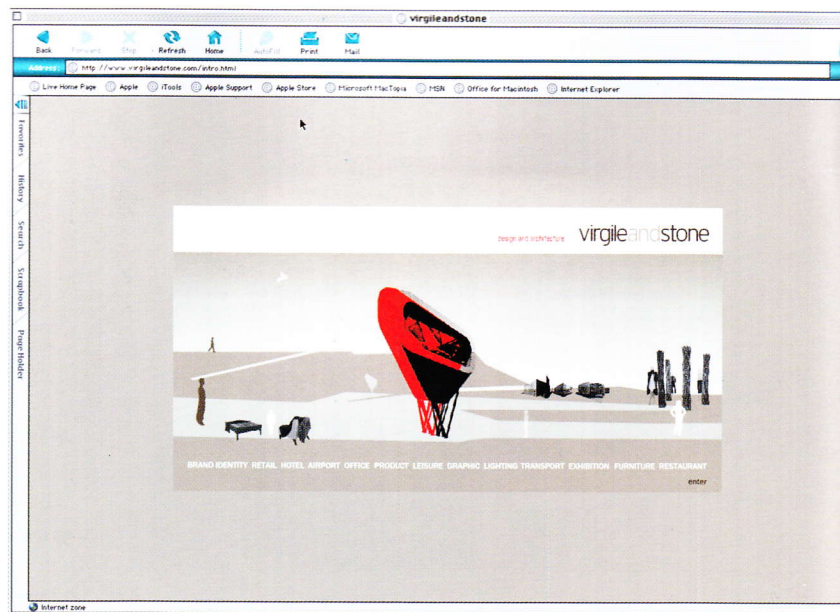 virgileandstone
Back Forward Stop Refresh Home AutoFill Print Mail
Address: http://www.virgileandstone.com/intro.html
Live Home Page Apple iTools Apple Support Apple Store Microsoft MacTopia MSN Office for Macintosh Internet Explorer
Favorites
History
Search
Scrapbook
Page Holder
design and architecture virgileandstone
BRAND IDENTITY RETAIL HOTEL AIRPORT OFFICE PRODUCT LEISURE GRAPHIC LIGHTING TRANSPORT EXHIBITION FURNITURE RESTAURANT
enter
Internet zone